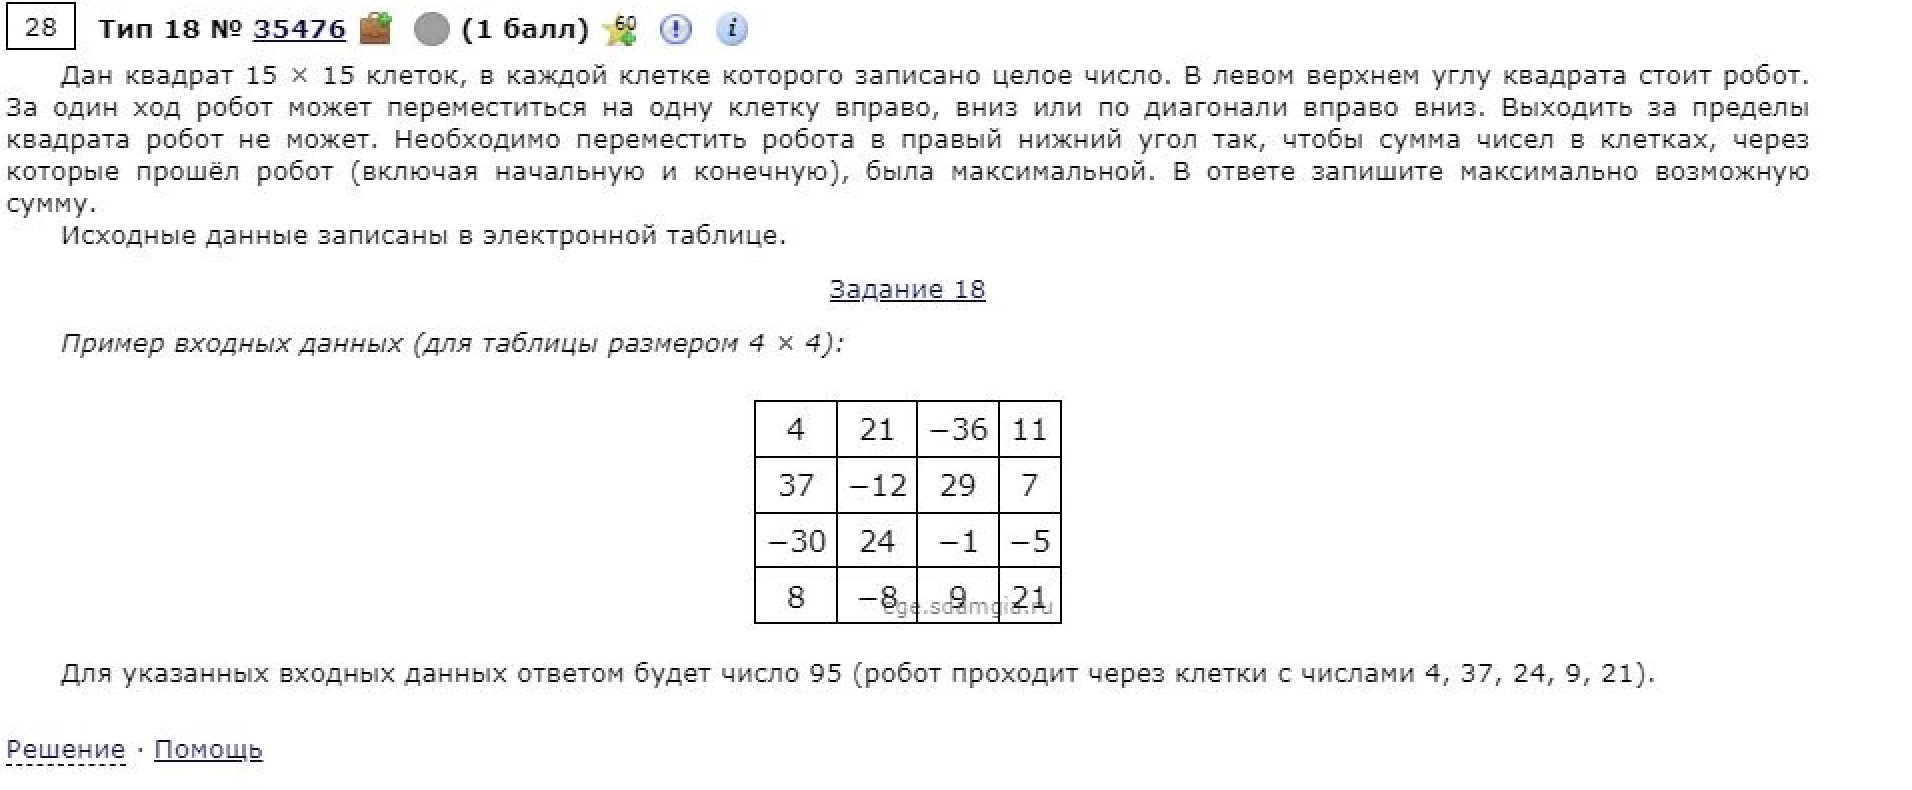 28 Тип 18 № 35476 (1 балл) 60 i
Дан квадрат 15 × 15 клеток, в каждой клетке которого записано целое число. В левом верхнем углу квадрата стоит робот.
За один ход робот может переместиться на одну клетку вправо, вниз или по диагонали вправо вниз. Выходить за пределы
квадрата робот не может. Необходимо переместить робота в правый нижний угол так, чтобы сумма чисел в клетках, через
которые прошёл робот (включая начальную и конечную), была максимальной. В ответе запишите максимально возможную
сумму.
Исходные данные записаны в электронной таблице.
Задание 18
Пример входных данных (для таблицы размером 4 × 4):
4 21 −36 11
37 −12 29 7
−30 24 −1 −5
8 −8 9 21
ege.sdamgia.ru
Для указанных входных данных ответом будет число 95 (робот проходит через клетки с числами 4, 37, 24, 9, 21).
Решение · Помощь